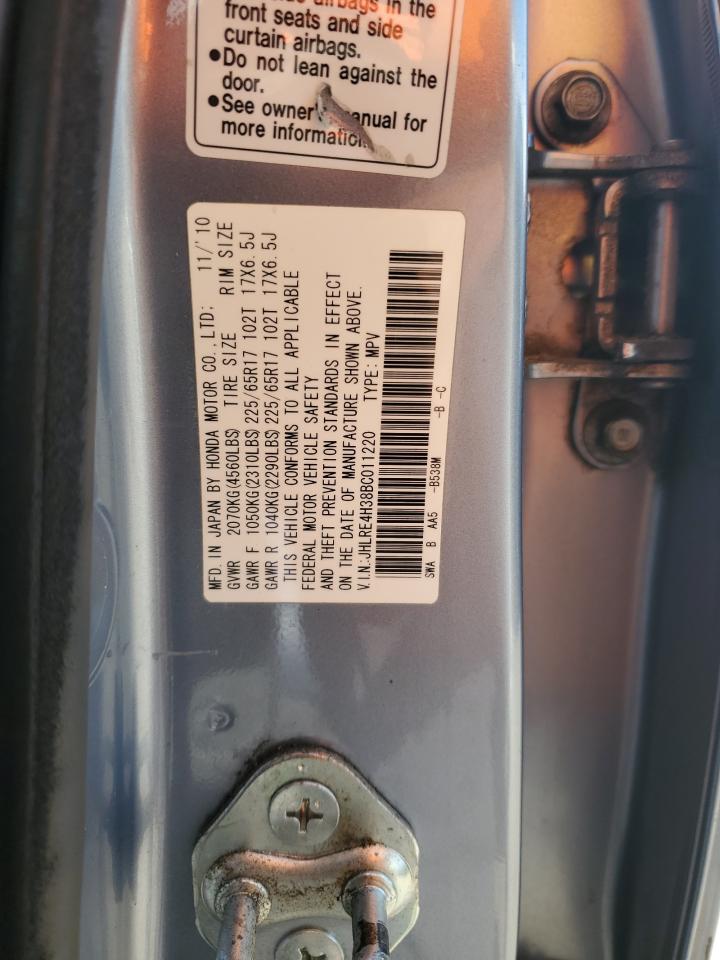 airbags in the
front seats and side
curtain airbags.
●Do not lean against the
door.
●See owner's manual for
more information.
MFD. IN JAPAN BY HONDA MOTOR CO., LTD; 11/'10
GVWR 2070KG(4560LBS) TIRE SIZE RIM SIZE
GAWR F 1050KG(2310LBS) 225/65R17 102T 17X6.5J
GAWR R 1040KG(2290LBS) 225/65R17 102T 17X6.5J
THIS VEHICLE CONFORMS TO ALL APPLICABLE
FEDERAL MOTOR VEHICLE SAFETY
AND THEFT PREVENTION STANDARDS IN EFFECT
ON THE DATE OF MANUFACTURE SHOWN ABOVE.
V.I.N.:JHLRE4H38BC011220 TYPE: MPV
SWA B AA5 -B538M -B -C